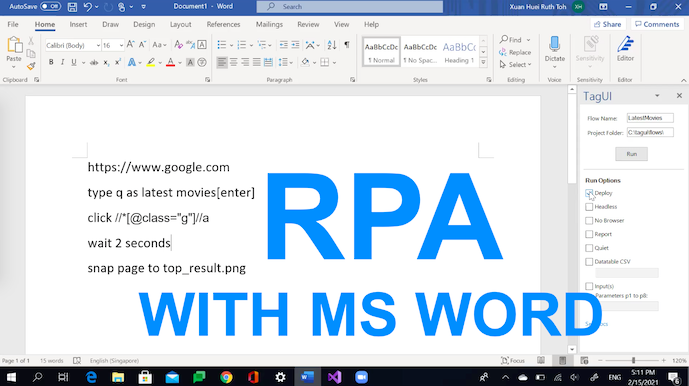 AutoSave Off
Document1 - Word
Search
Xuan Huei Ruth Toh XH
File Home Insert Draw Design Layout References Mailings Review View Help
Share Comments
Paste
Calibri (Body) 16
Find
Replace
Select
Dictate
Editor
AaBbCcDc AaBbCcDc AaBbCc
1 Normal 1 No Spac... Heading 1
Clipboard Font Paragraph Styles Editing Voice Sensitivity Editor
TagUI
Flow Name: LatestMovies
Project Folder: C:\tagui\flows\
Run
Run Options
Deploy
Headless
No Browser
Report
Quiet
Datatable CSV
Input(s)
Parameters p1 to p8:
https://www.google.com
type q as latest movies[enter]
click //*[@class="g"]//a
wait 2 seconds
snap page to top_result.png
RPA
WITH MS WORD
Page 1 of 1 15 words English (Singapore)
Focus
120%
ENG
5:11 PM
2/15/2021